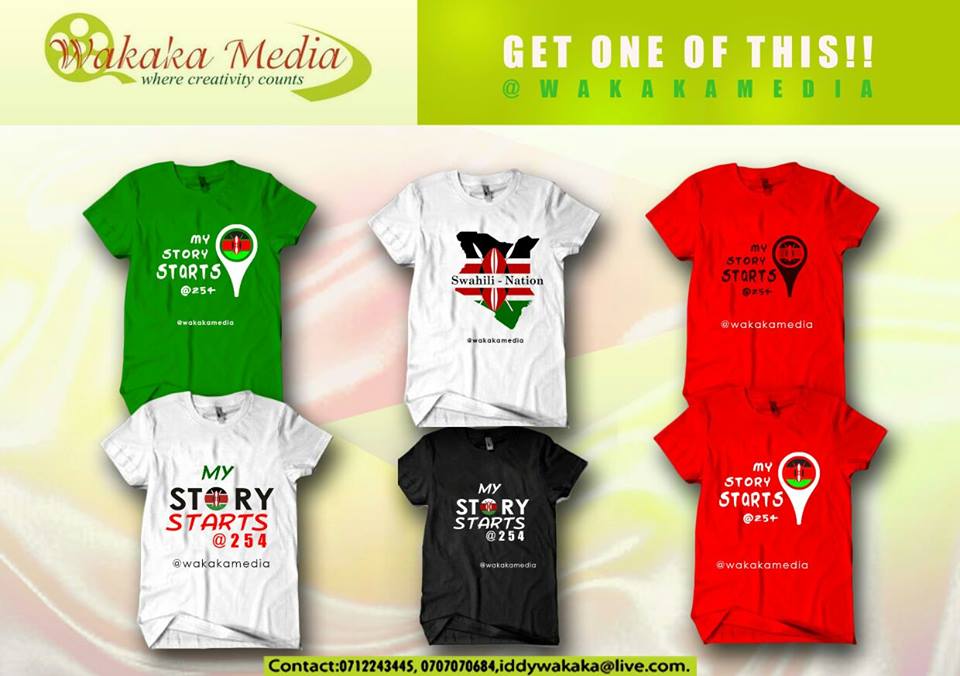 Wakaka Media
where creativity counts
GET ONE OF THIS!!
@WAKAKAMEDIA
MY
STORY
STARTS
@254
@wakakamedia
Swahili - Nation
@wakakamedia
MY
STORY
STARTS
@254
@wakakamedia
MY
STORY
STARTS
@254
@wakakamedia
MY
STORY
STARTS
@254
@wakakamedia
MY
STORY
STARTS
@254
@wakakamedia
Contact:0712243445, 0707070684,iddywakaka@live.com.